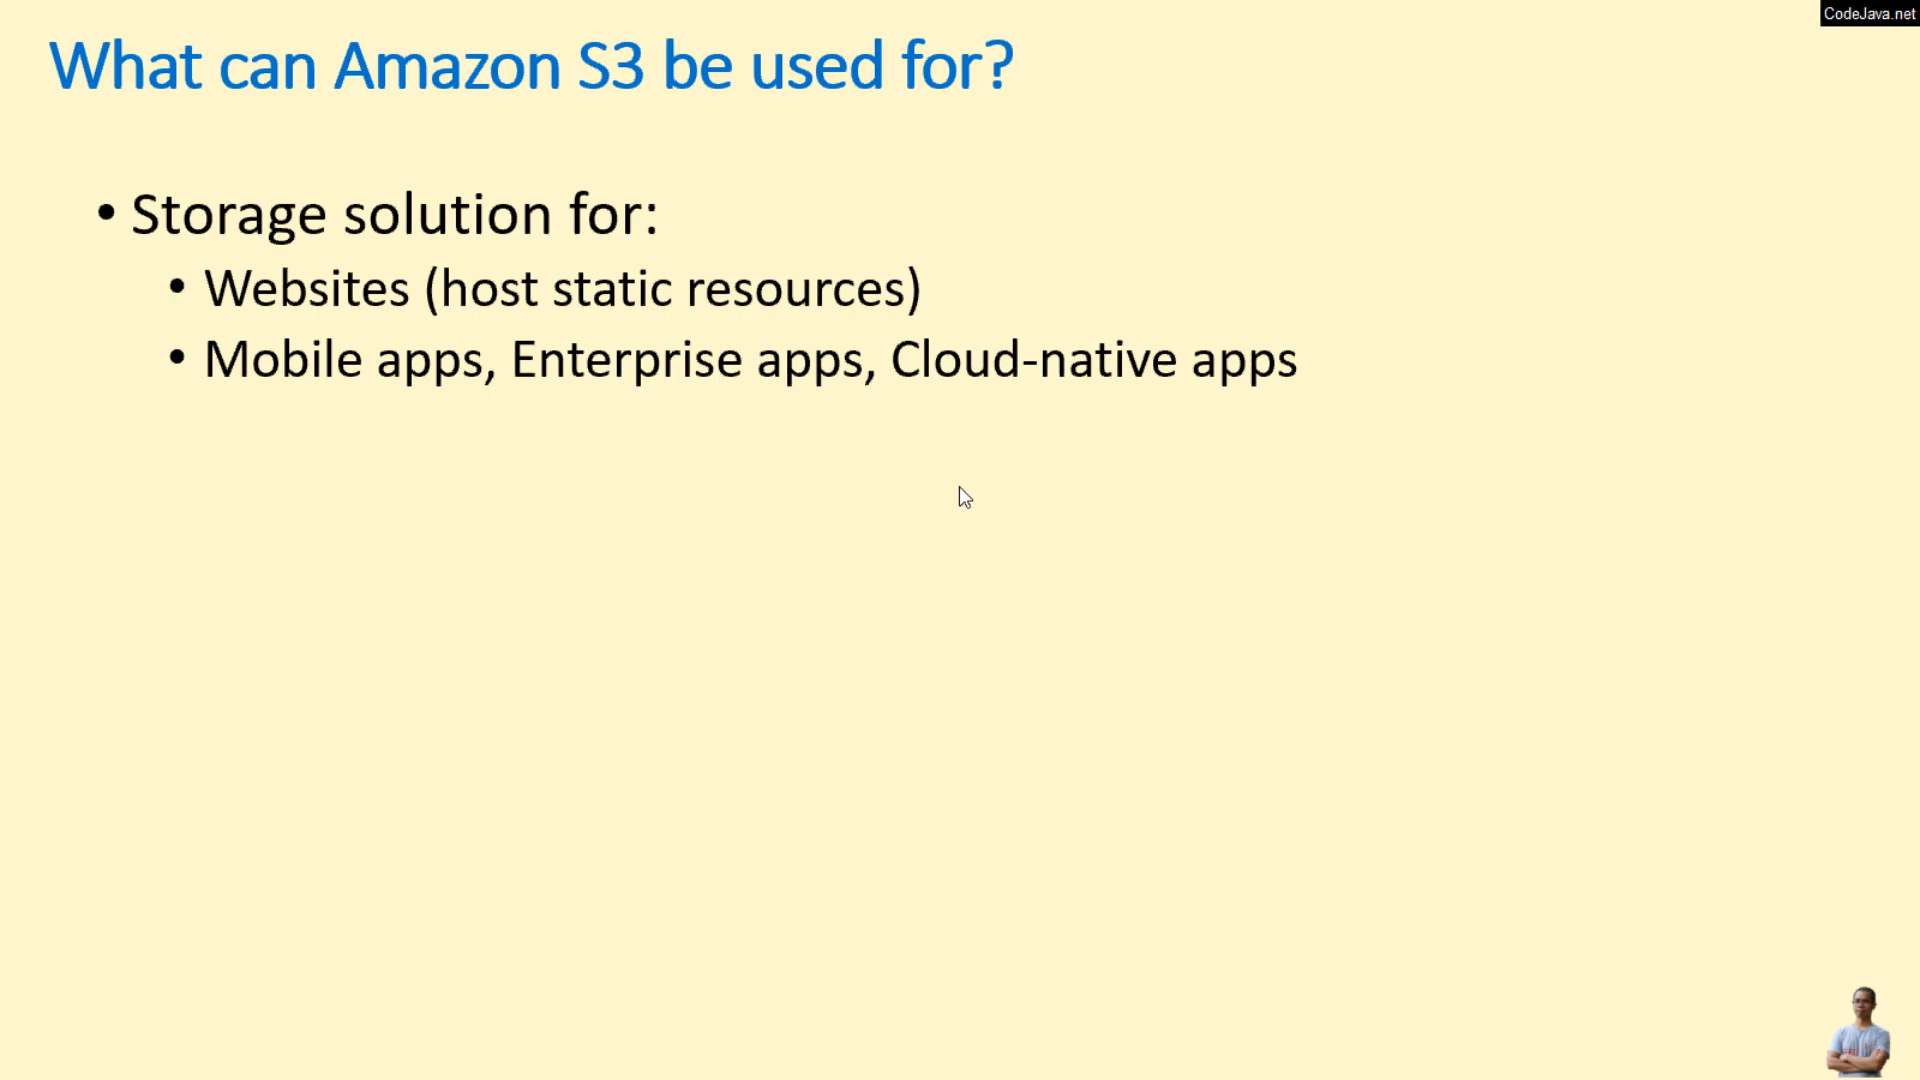 CodeJava.net
What can Amazon S3 be used for?
• Storage solution for:
• Websites (host static resources)
• Mobile apps, Enterprise apps, Cloud-native apps